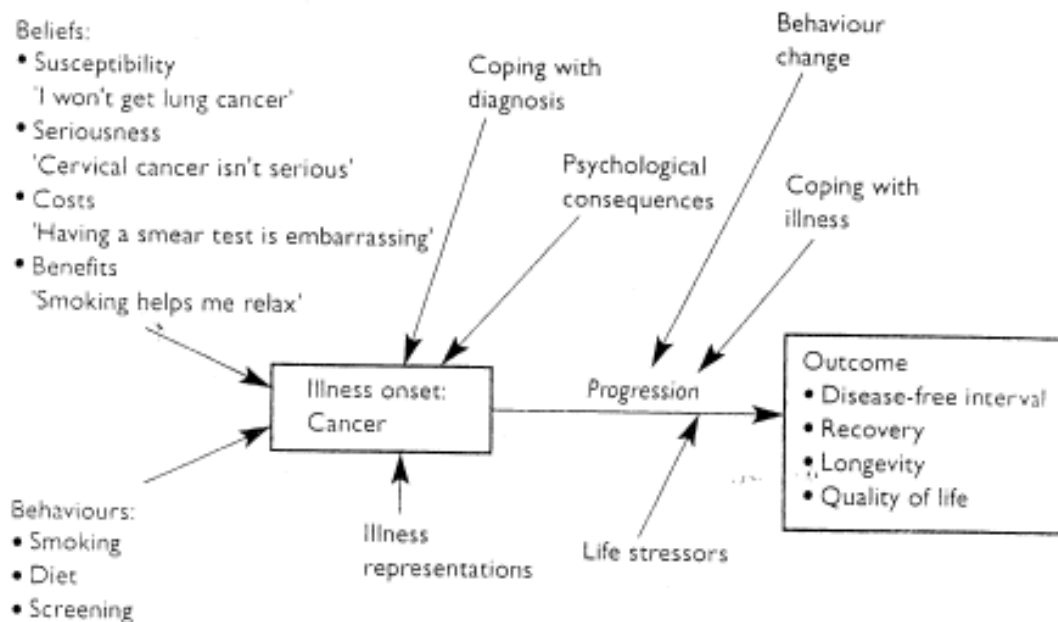 Beliefs:
• Susceptibility
'I won't get lung cancer'
• Seriousness
'Cervical cancer isn't serious'
• Costs
'Having a smear test is embarrassing'
• Benefits
'Smoking helps me relax'
Coping with
diagnosis
Psychological
consequences
Behaviour
change
Coping with
illness
Illness onset:
Cancer
Progression
Outcome
• Disease-free interval
• Recovery
• Longevity
• Quality of life
Behaviours:
• Smoking
• Diet
• Screening
Illness
representations
Life stressors